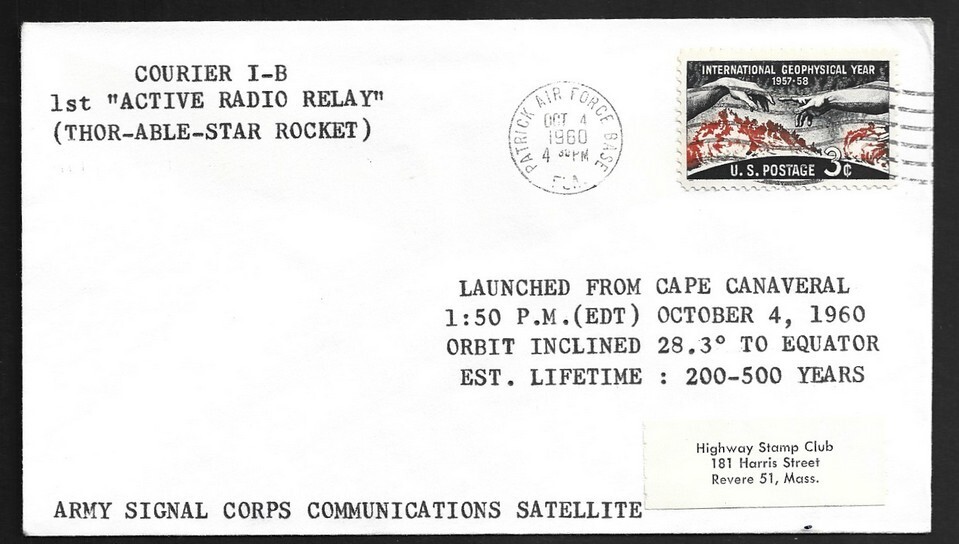 COURIER I-B
1st "ACTIVE RADIO RELAY"
(THOR-ABLE-STAR ROCKET)
PATRICK AIR FORCE BASE
OCT 4
1960
4 30 PM
FLA.
INTERNATIONAL GEOPHYSICAL YEAR
1957-58
U.S. POSTAGE 3¢
LAUNCHED FROM CAPE CANAVERAL
1:50 P.M.(EDT) OCTOBER 4, 1960
ORBIT INCLINED 28.3° TO EQUATOR
EST. LIFETIME : 200-500 YEARS
Highway Stamp Club
181 Harris Street
Revere 51, Mass.
ARMY SIGNAL CORPS COMMUNICATIONS SATELLITE